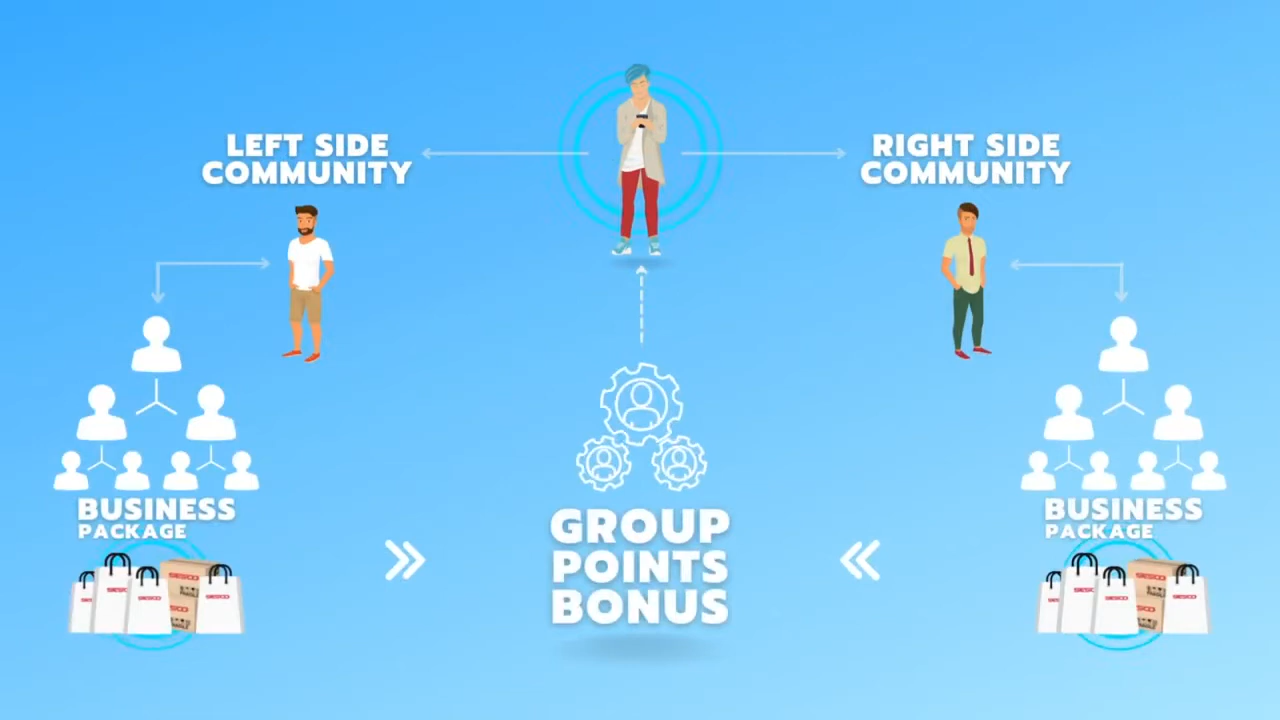 LEFT SIDE
COMMUNITY
RIGHT SIDE
COMMUNITY
BUSINESS
PACKAGE
GROUP
POINTS
BONUS
BUSINESS
PACKAGE